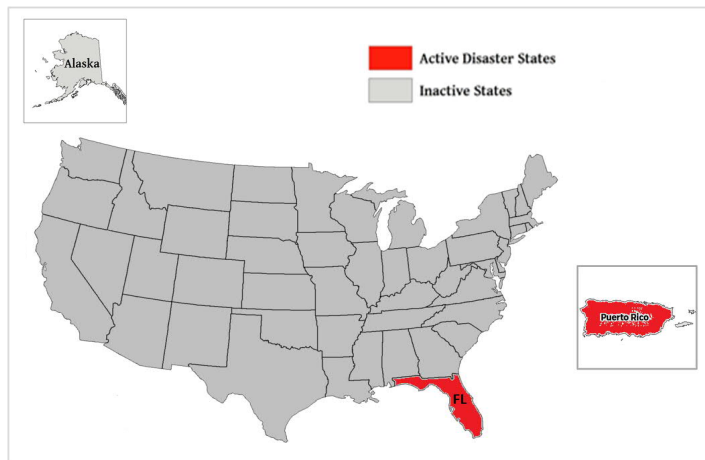 Alaska
Active Disaster States
Inactive States
Puerto Rico
FL